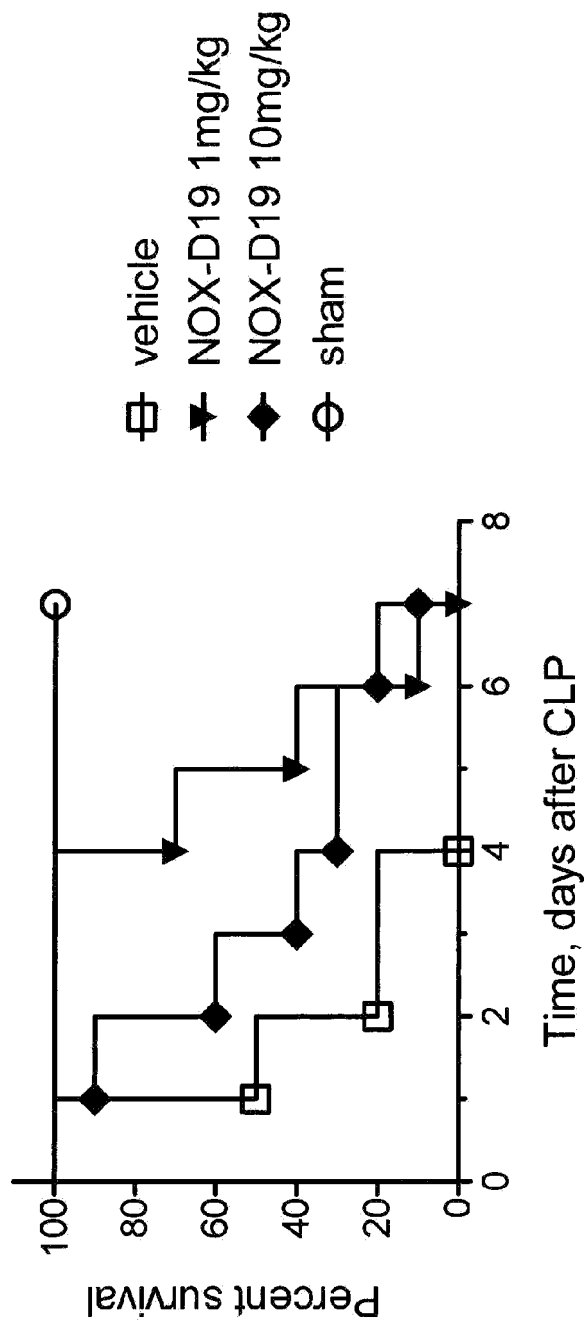 Percent survival
100
80
60
40
20
0
0 2 4 6 8
Time, days after CLP
vehicle
NOX-D19 1mg/kg
NOX-D19 10mg/kg
sham